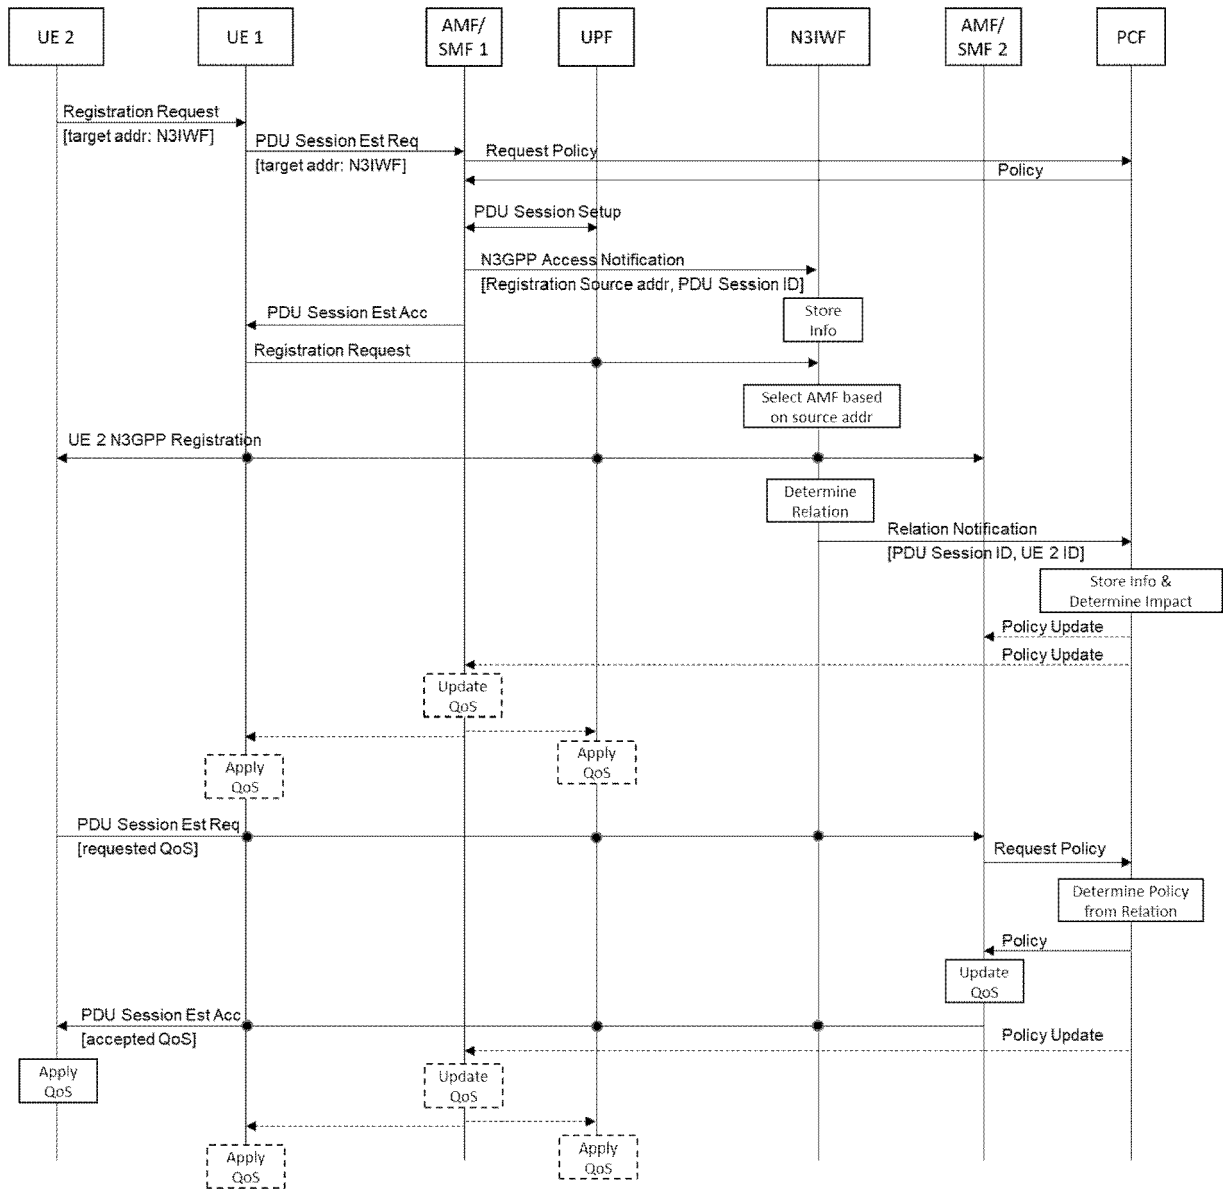 UE 2
UE 1
AMF/
SMF 1
UPF
N3IWF
AMF/
SMF 2
PCF
Registration Request
[target addr: N3IWF]
PDU Session Est Req
[target addr: N3IWF]
Request Policy
Policy
PDU Session Setup
N3GPP Access Notification
[Registration Source addr, PDU Session ID]
Store
Info
PDU Session Est Acc
Registration Request
Select AMF based
on source addr
UE 2 N3GPP Registration
Determine
Relation
Relation Notification
[PDU Session ID, UE 2 ID]
Store Info &
Determine Impact
Policy Update
Policy Update
Update
QoS
Apply
QoS
Apply
QoS
PDU Session Est Req
[requested QoS]
Request Policy
Determine Policy
from Relation
Policy
Update
QoS
PDU Session Est Acc
[accepted QoS]
Policy Update
Apply
QoS
Update
QoS
Apply
QoS
Apply
QoS